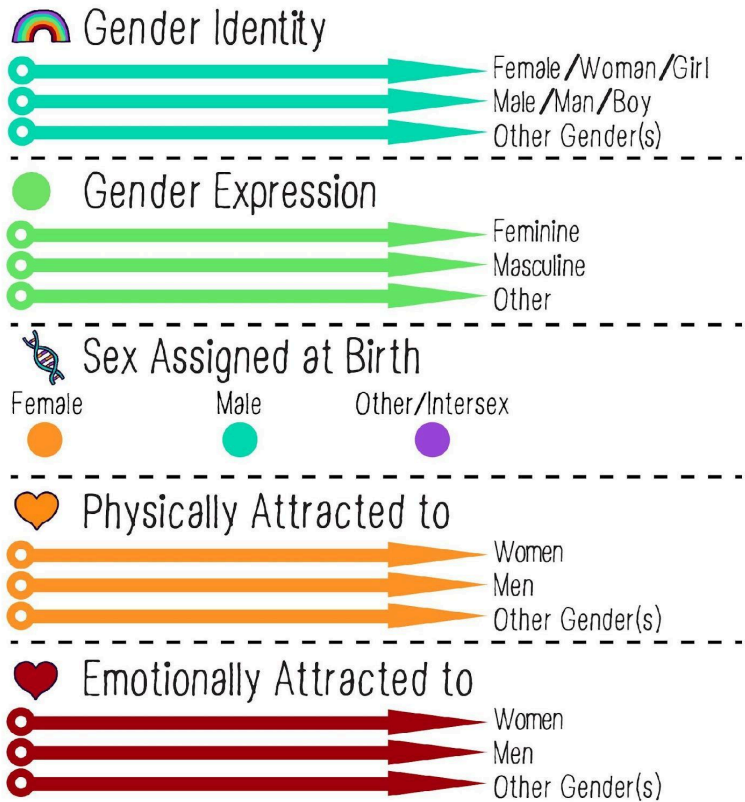 Gender Identity
Female/Woman/Girl
Male/Man/Boy
Other Gender(s)
Gender Expression
Feminine
Masculine
Other
Sex Assigned at Birth
Female Male Other/Intersex
Physically Attracted to
Women
Men
Other Gender(s)
Emotionally Attracted to
Women
Men
Other Gender(s)